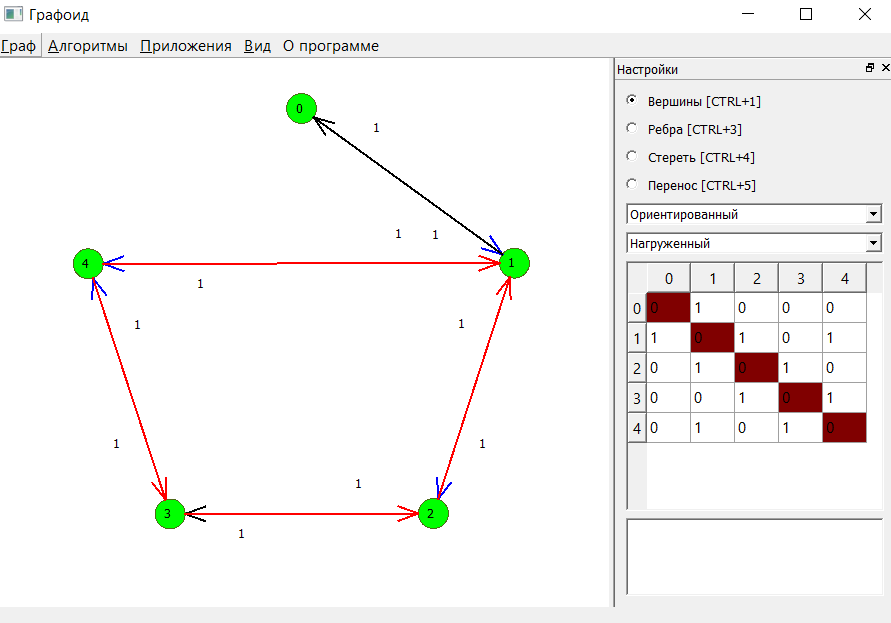 Графоид
Граф Алгоритмы Приложения Вид О программе
Настройки
0
1
Вершины [CTRL+1]
Ребра [CTRL+3]
Стереть [CTRL+4]
Перенос [CTRL+5]
Ориентированный
1 1
Нагруженный
4 1
1
0 1 2 3 4
0 0 1 0 0 0
1 1
1 1 0 1 0 1
2 0 1 0 1 0
3 0 0 1 0 1
4 0 1 0 1 0
1 1
1
3 2
1